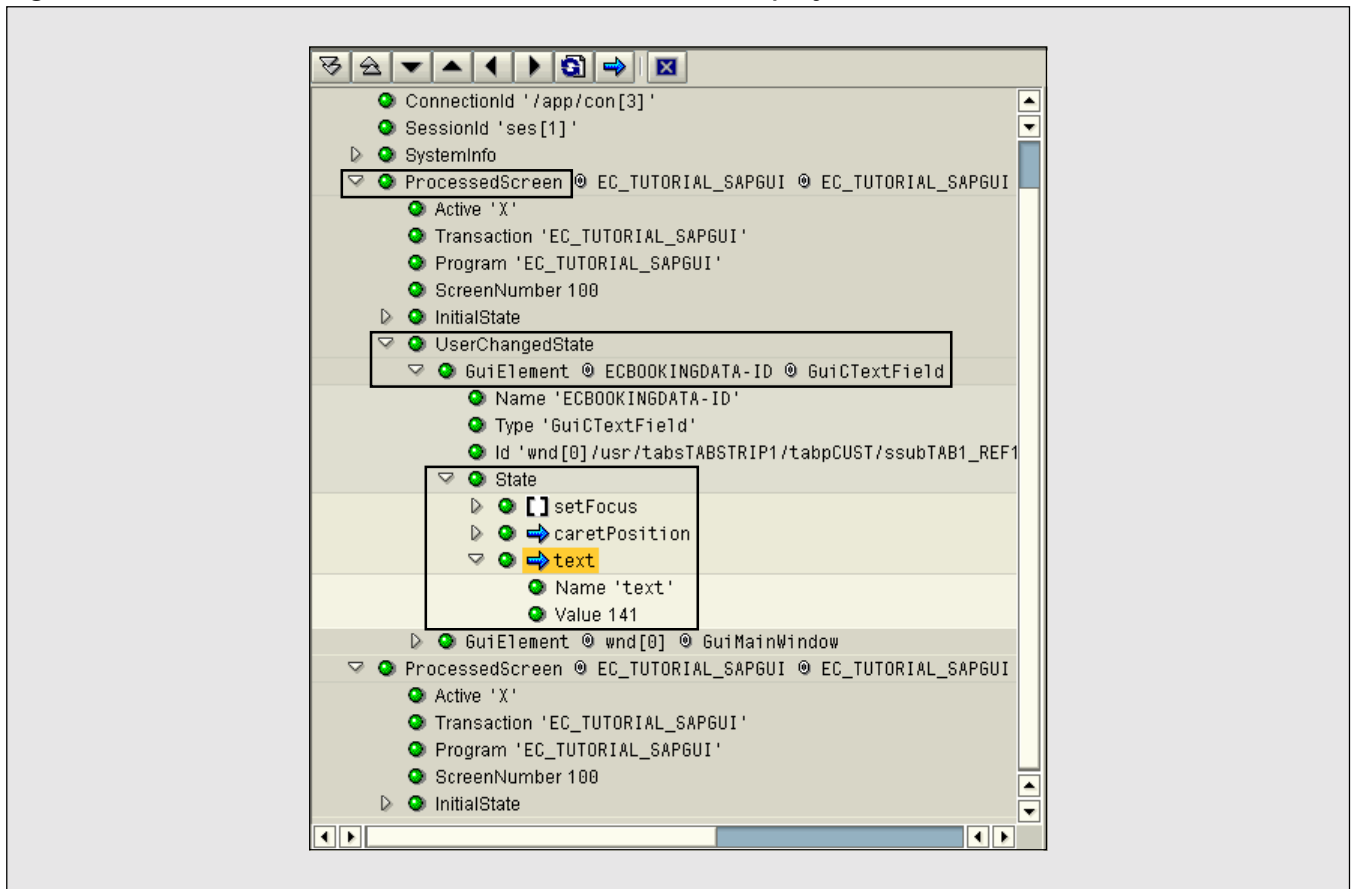 ConnectionId '/app/con[3]'
SessionId 'ses[1]'
SystemInfo
ProcessedScreen @ EC_TUTORIAL_SAPGUI @ EC_TUTORIAL_SAPGUI
Active 'X'
Transaction 'EC_TUTORIAL_SAPGUI'
Program 'EC_TUTORIAL_SAPGUI'
ScreenNumber 100
InitialState
UserChangedState
GuiElement @ ECBOOKINGDATA-ID @ GuiCTextField
Name 'ECBOOKINGDATA-ID'
Type 'GuiCTextField'
Id 'wnd[0]/usr/tabsTABSTRIP1/tabpCUST/ssubTAB1_REF1
State
[] setFocus
caretPosition
text
Name 'text'
Value 141
GuiElement @ wnd[0] @ GuiMainWindow
ProcessedScreen @ EC_TUTORIAL_SAPGUI @ EC_TUTORIAL_SAPGUI
Active 'X'
Transaction 'EC_TUTORIAL_SAPGUI'
Program 'EC_TUTORIAL_SAPGUI'
ScreenNumber 100
InitialState